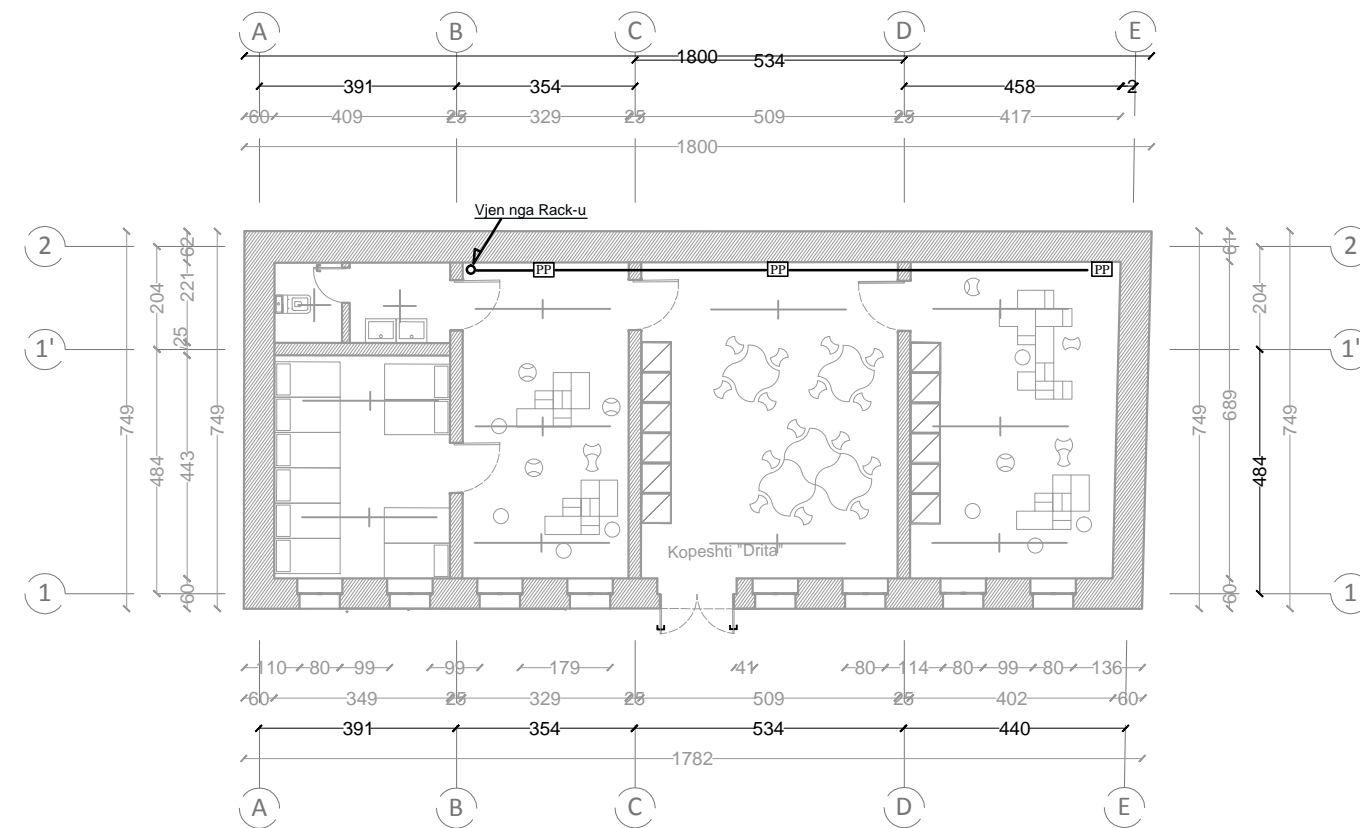 A B C D E
1800 534
391 354 458 2
60 409 25 329 25 509 25 417
1800
Vjen nga Rack-u
2 62 61 2
PP PP PP
204 221 204
749 749 749 689 749
25
1' 1'
484 443 484
Kopeshti "Drita"
1 60 60 1
110 80 99 99 179 41 80 114 80 99 80 136
60 349 25 329 25 509 25 402 60
391 354 534 440
1782
A B C D E